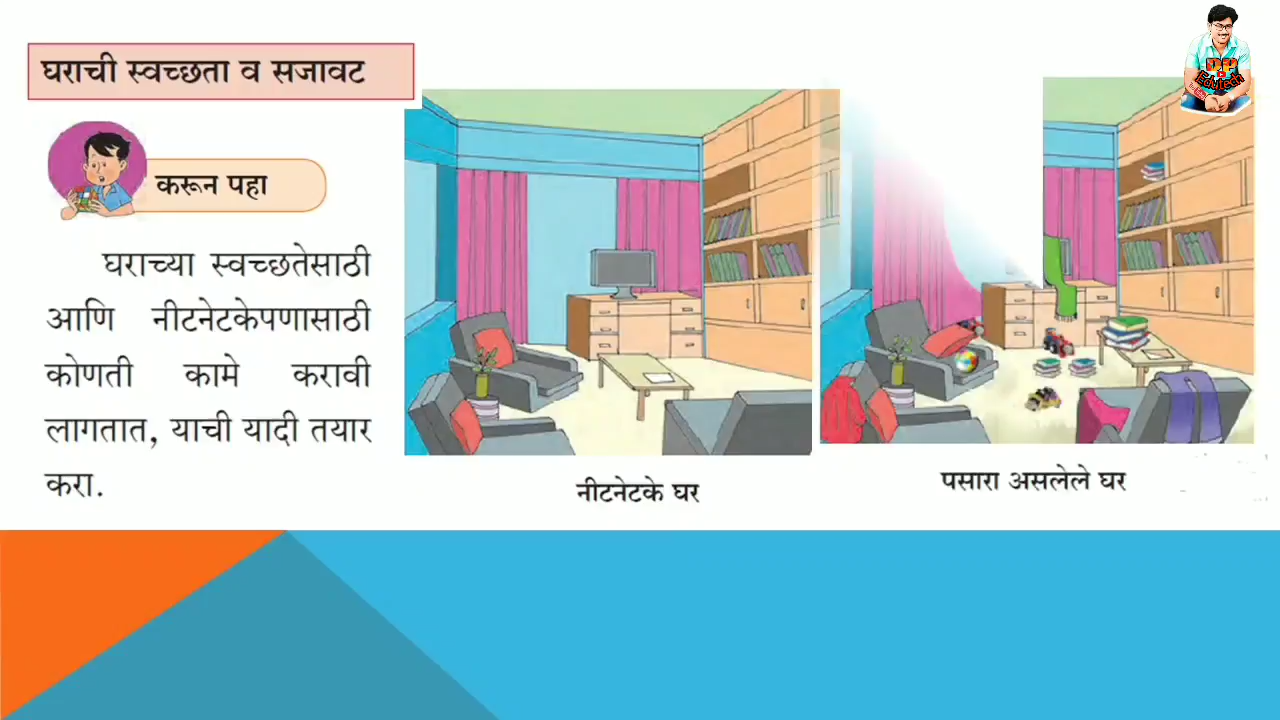 घराची स्वच्छता व सजावट
करून पहा
घराच्या स्वच्छतेसाठी
आणि नीटनेटकेपणासाठी
कोणती कामे करावी
लागतात, याची यादी तयार
करा.
नीटनेटके घर
पसारा असलेले घर
EduTech